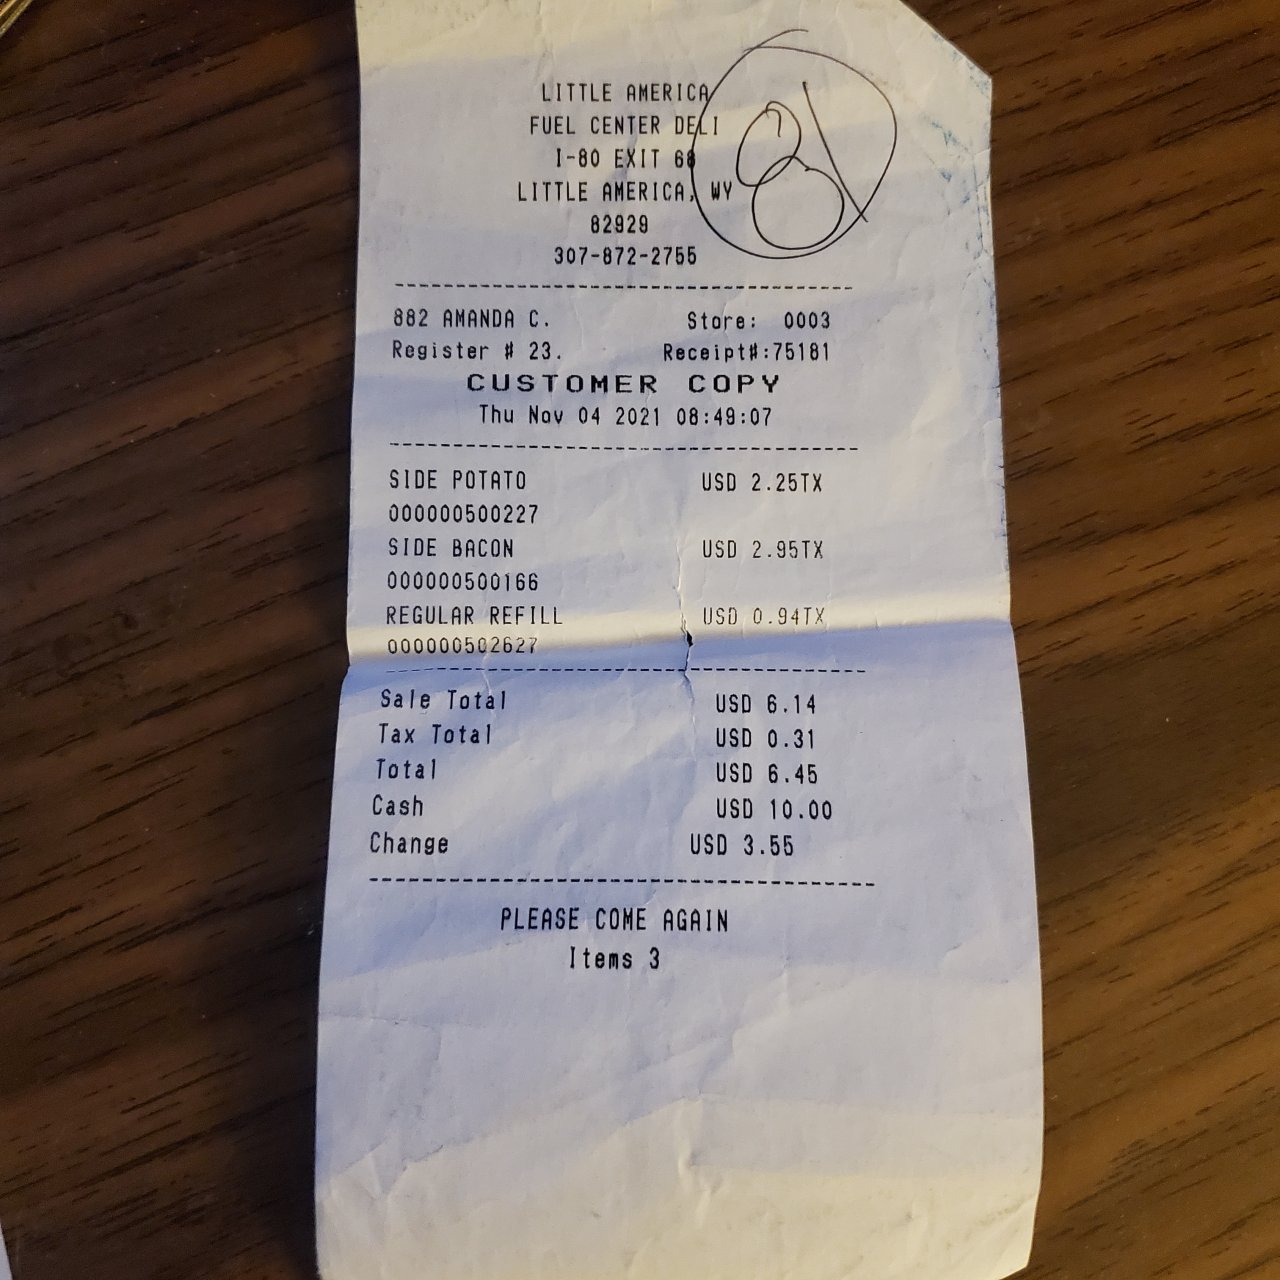 LITTLE AMERICA
FUEL CENTER DELI
I-80 EXIT 68
LITTLE AMERICA, WY
82929
307-872-2755
--------------------------------------
882 AMANDA C. Store: 0003
Register # 23. Receipt#:75181
CUSTOMER COPY
Thu Nov 04 2021 08:49:07
--------------------------------------
SIDE POTATO USD 2.25TX
000000500227
SIDE BACON USD 2.95TX
000000500166
REGULAR REFILL USD 0.94TX
000000502627
--------------------------------------
Sale Total USD 6.14
Tax Total USD 0.31
Total USD 6.45
Cash USD 10.00
Change USD 3.55
--------------------------------------
PLEASE COME AGAIN
Items 3